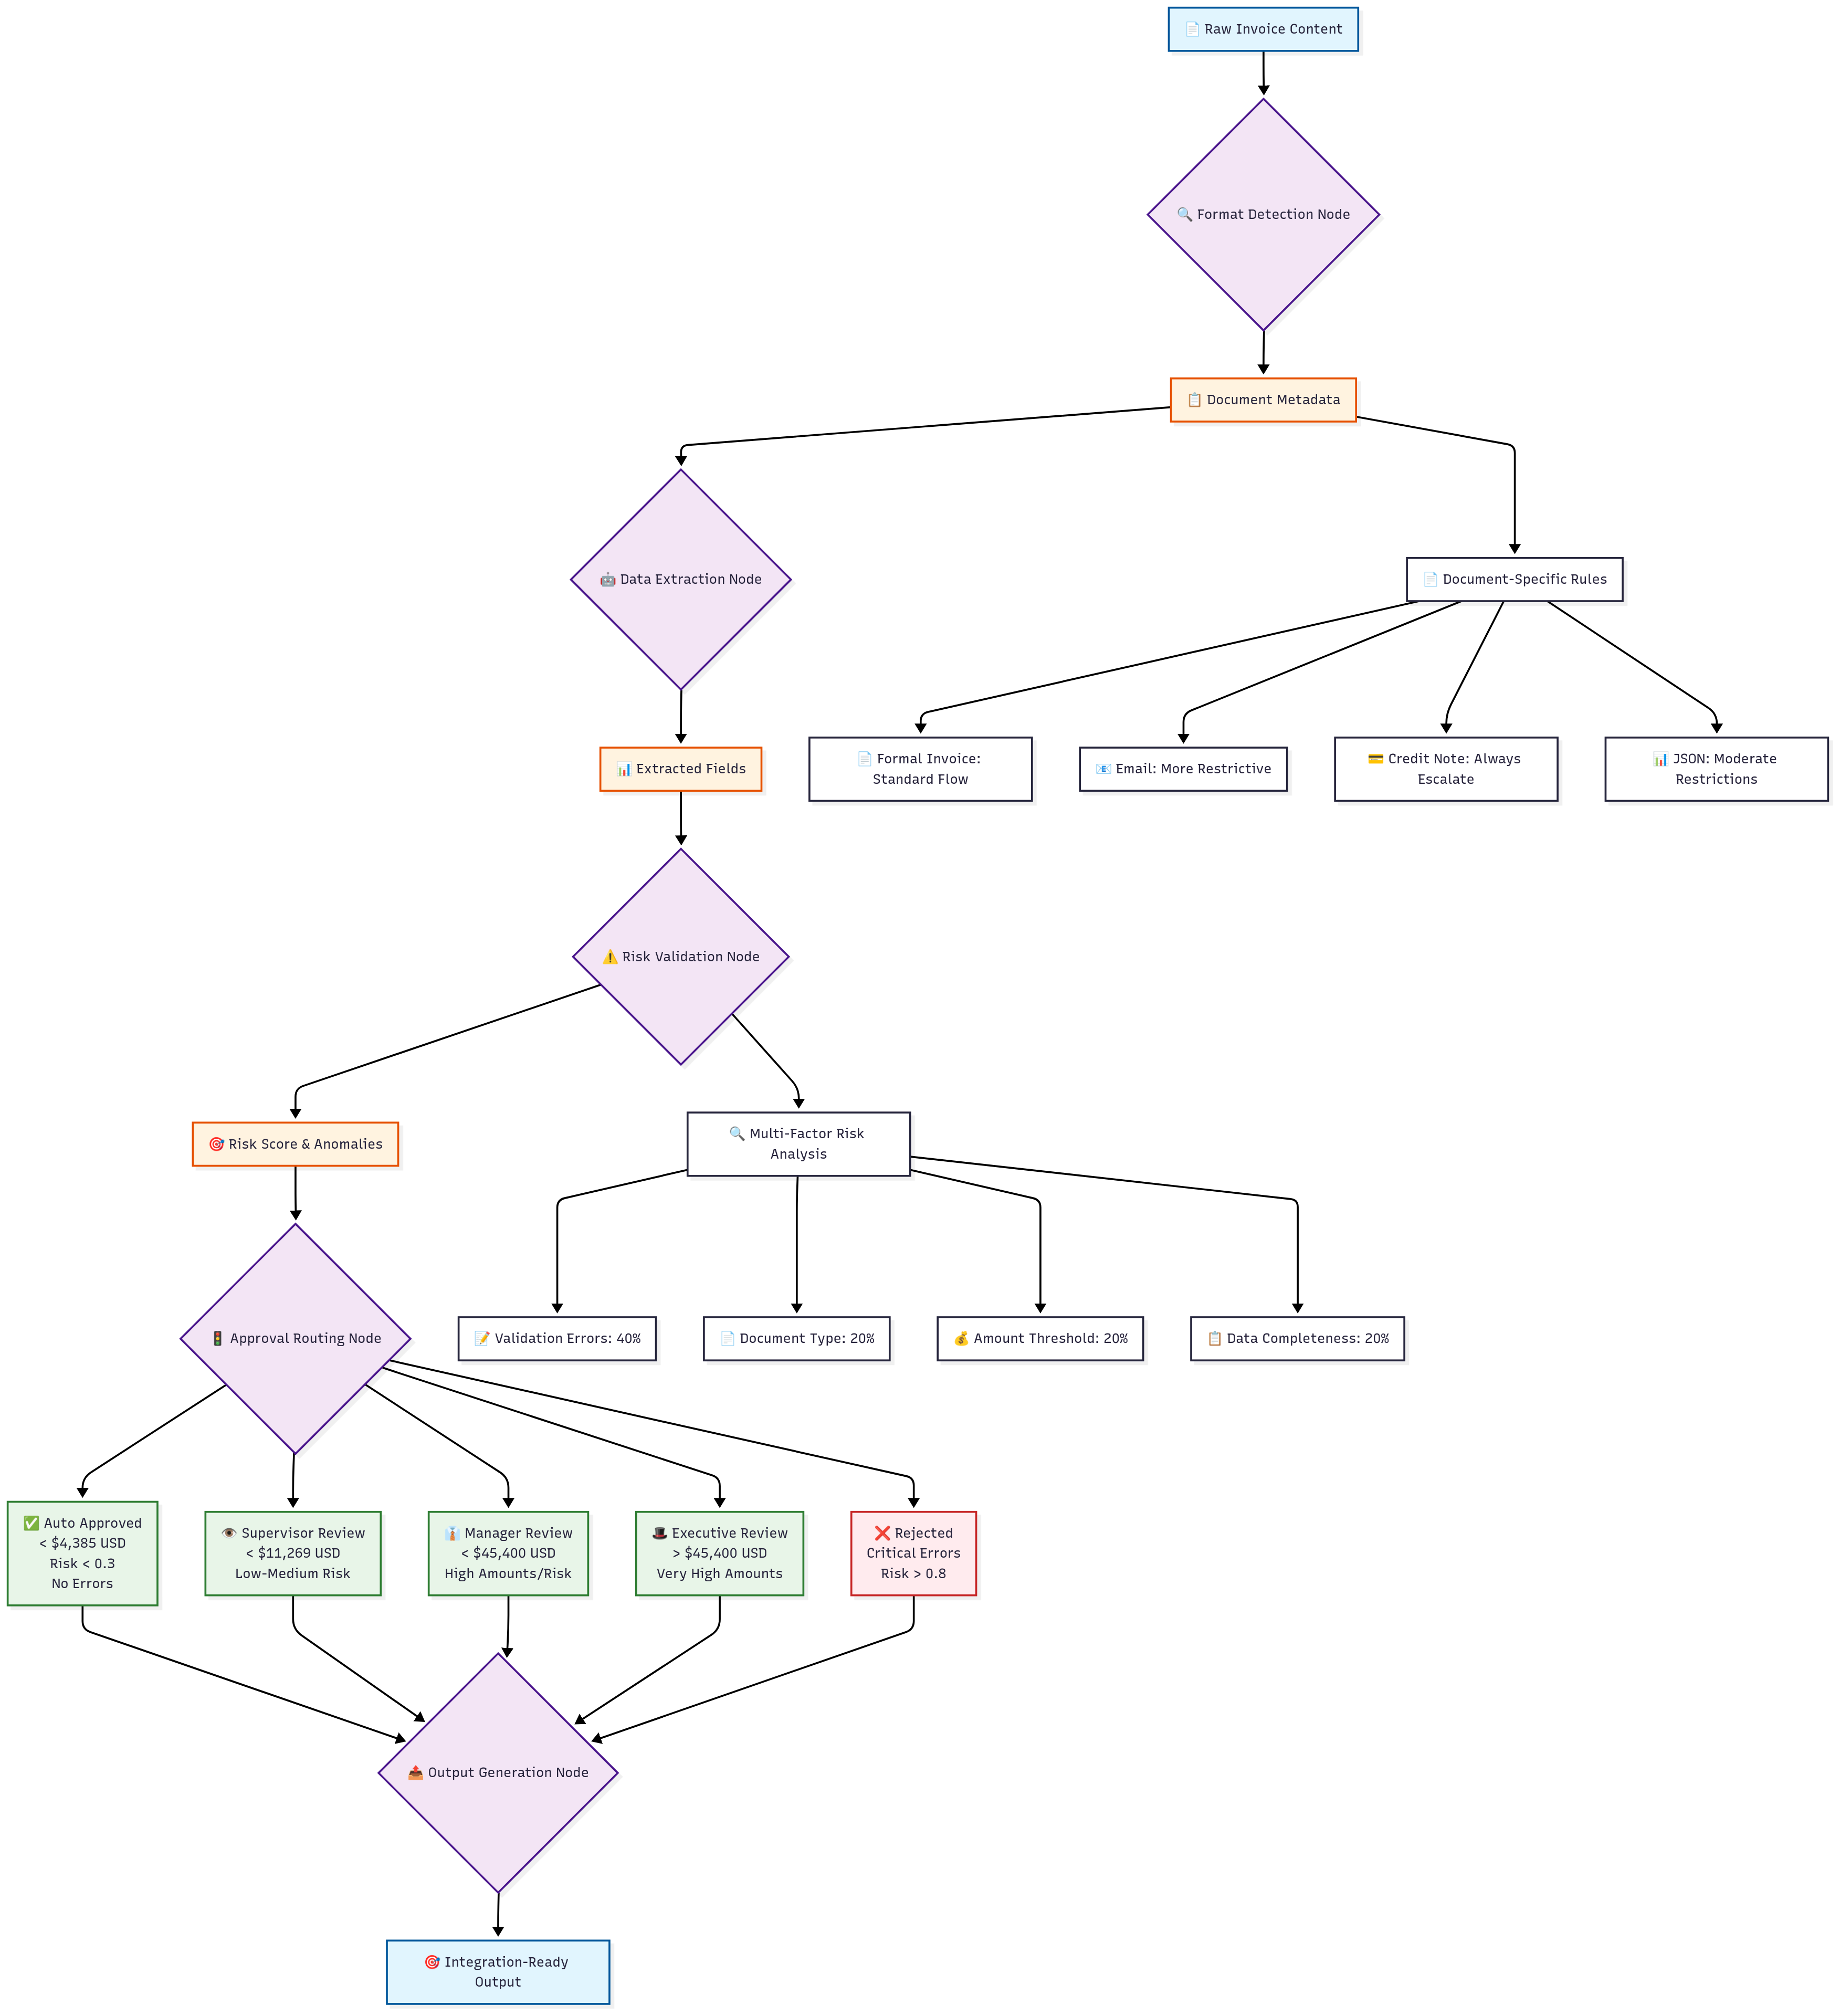 📄 Raw Invoice Content
🔍 Format Detection Node
📋 Document Metadata
🤖 Data Extraction Node
📄 Document-Specific Rules
📊 Extracted Fields
📄 Formal Invoice:
Standard Flow
📧 Email: More Restrictive
💳 Credit Note: Always
Escalate
📊 JSON: Moderate
Restrictions
⚠️ Risk Validation Node
🎯 Risk Score & Anomalies
🔍 Multi-Factor Risk
Analysis
🚦 Approval Routing Node
📝 Validation Errors: 40%
📄 Document Type: 20%
💰 Amount Threshold: 20%
📋 Data Completeness: 20%
✅ Auto Approved
< $4,385 USD
Risk < 0.3
No Errors
👁️ Supervisor Review
< $11,269 USD
Low-Medium Risk
👔 Manager Review
< $45,400 USD
High Amounts/Risk
🎩 Executive Review
> $45,400 USD
Very High Amounts
❌ Rejected
Critical Errors
Risk > 0.8
📤 Output Generation Node
🎯 Integration-Ready
Output